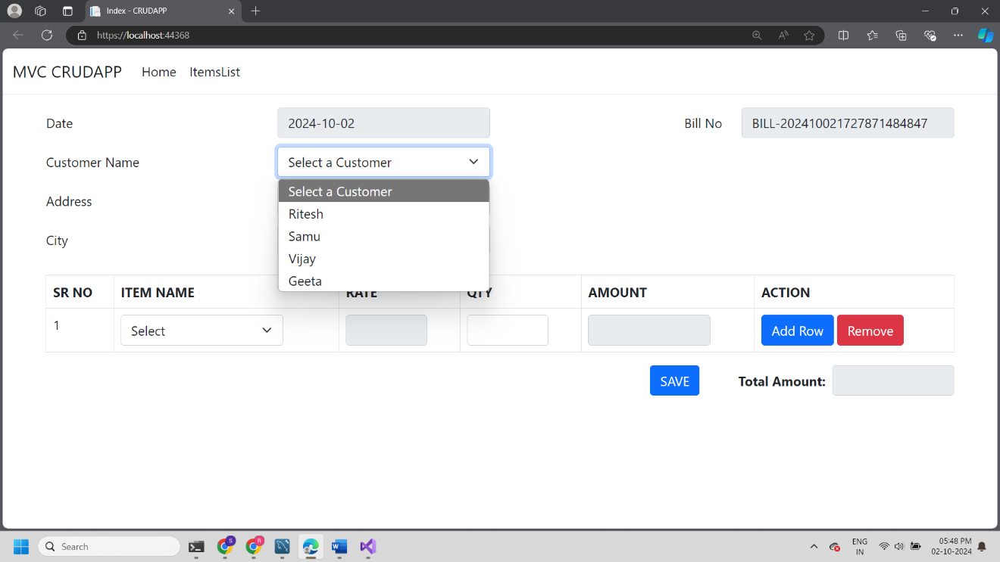 Index - CRUDAPP
https://localhost:44368
MVC CRUDAPP Home ItemsList
Date 2024-10-02 Bill No BILL-202410021727871484847
Customer Name Select a Customer
Select a Customer
Address
Ritesh
Samu
City
Vijay
Geeta
SR NO ITEM NAME RATE QTY AMOUNT ACTION
1 Select Add Row Remove
SAVE Total Amount:
Search
ENG
IN
05:48 PM
02-10-2024